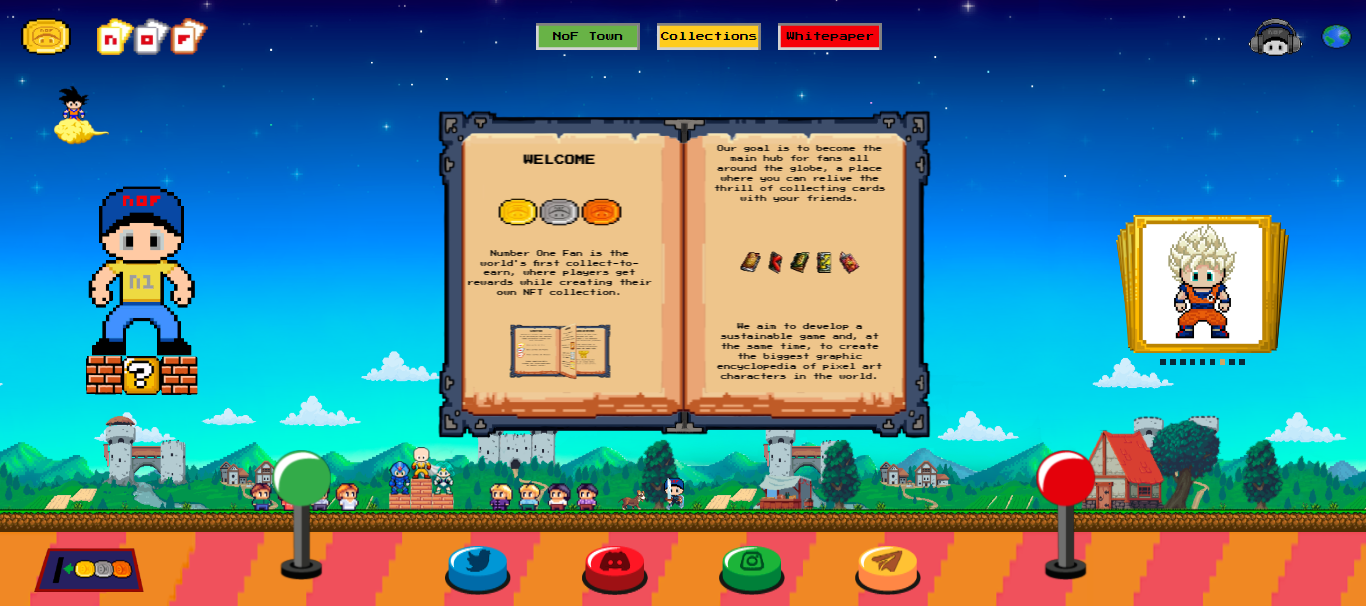 NOF
n
O
F
NoF Town
Collections
Whitepaper
nor
n1
WELCOME
Number One Fan is the
world's first collect-to-
earn, where players get
rewards while creating their
own NFT collection.
Our goal is to become the
main hub for fans all
around the globe, a place
where you can relive the
thrill of collecting cards
with your friends.
We aim to develop a
sustainable game and, at
the same time, to create
the biggest graphic
encyclopedia of pixel art
characters in the world.
?